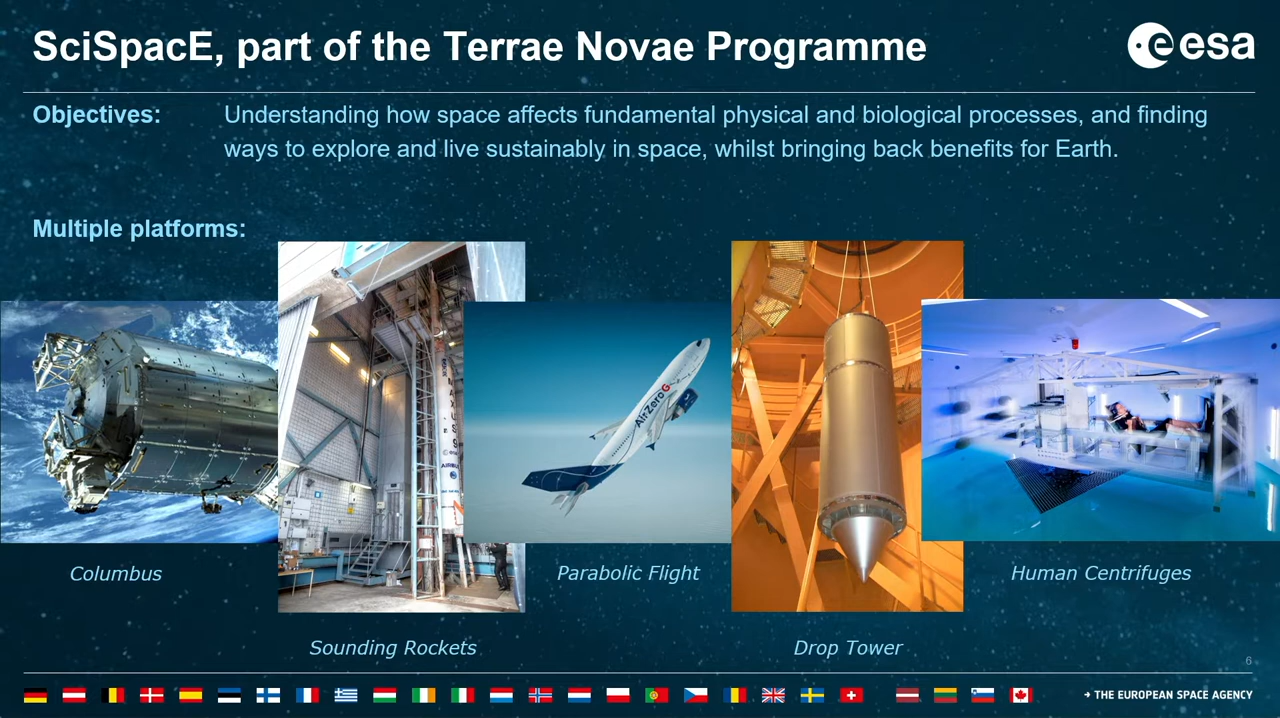 SciSpacE, part of the Terrae Novae Programme
esa
Objectives:
Understanding how space affects fundamental physical and biological processes, and finding
ways to explore and live sustainably in space, whilst bringing back benefits for Earth.
Multiple platforms:
AirZeroG
AIRBUS
Columbus
Parabolic Flight
Human Centrifuges
Sounding Rockets
Drop Tower
6
→ THE EUROPEAN SPACE AGENCY